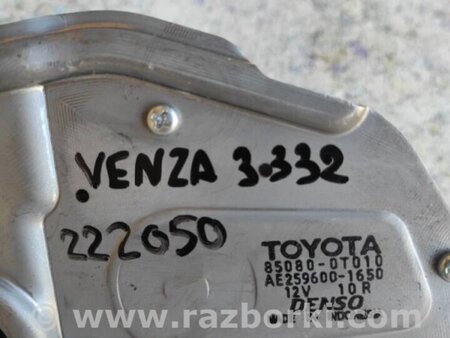 VENZA 3.332
222050
TOYOTA
85080-0T010
AE259600-1650
12V 10R
DENSO
www.razborki.com